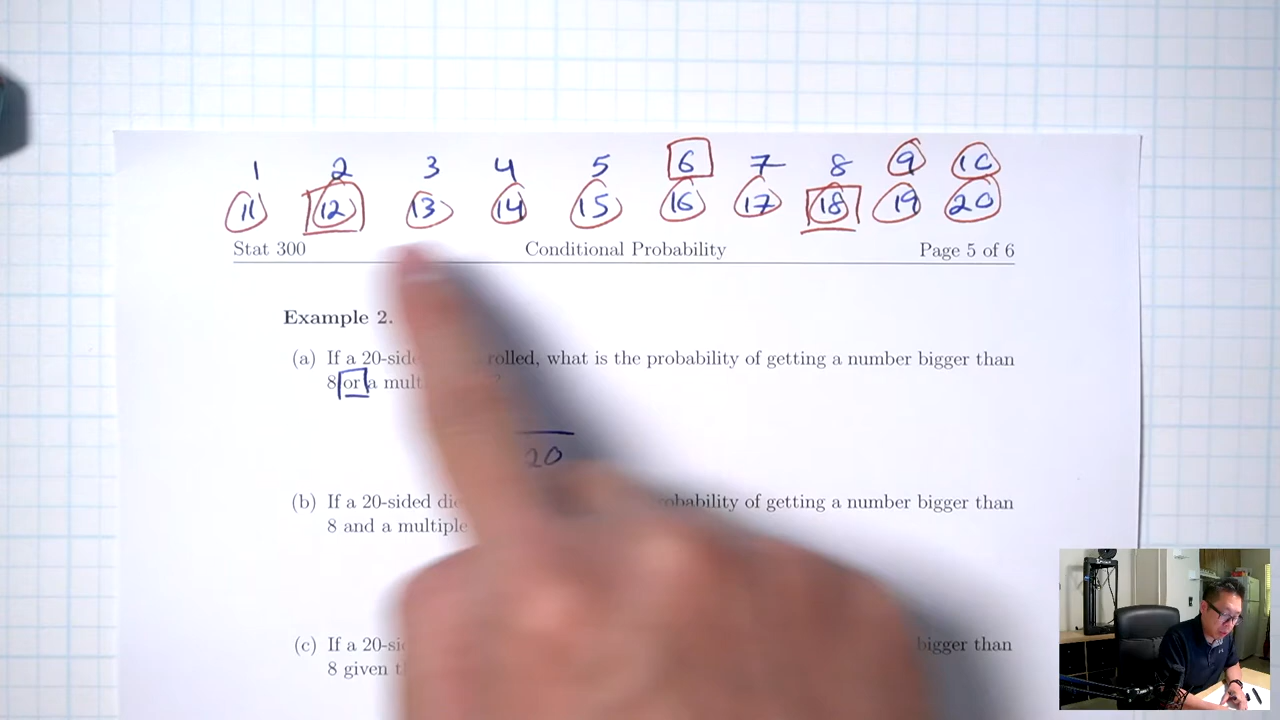 1 2 3 4 5 6 7 8 9 10
11 12 13 14 15 16 17 18 19 20
Stat 300 Conditional Probability Page 5 of 6
Example 2.
(a) If a 20-sid rolled, what is the probability of getting a number bigger than
8 or a mult ?
20
(b) If a 20-sided di obability of getting a number bigger than
8 and a multiple
(c) If a 20-si bigger than
8 given t